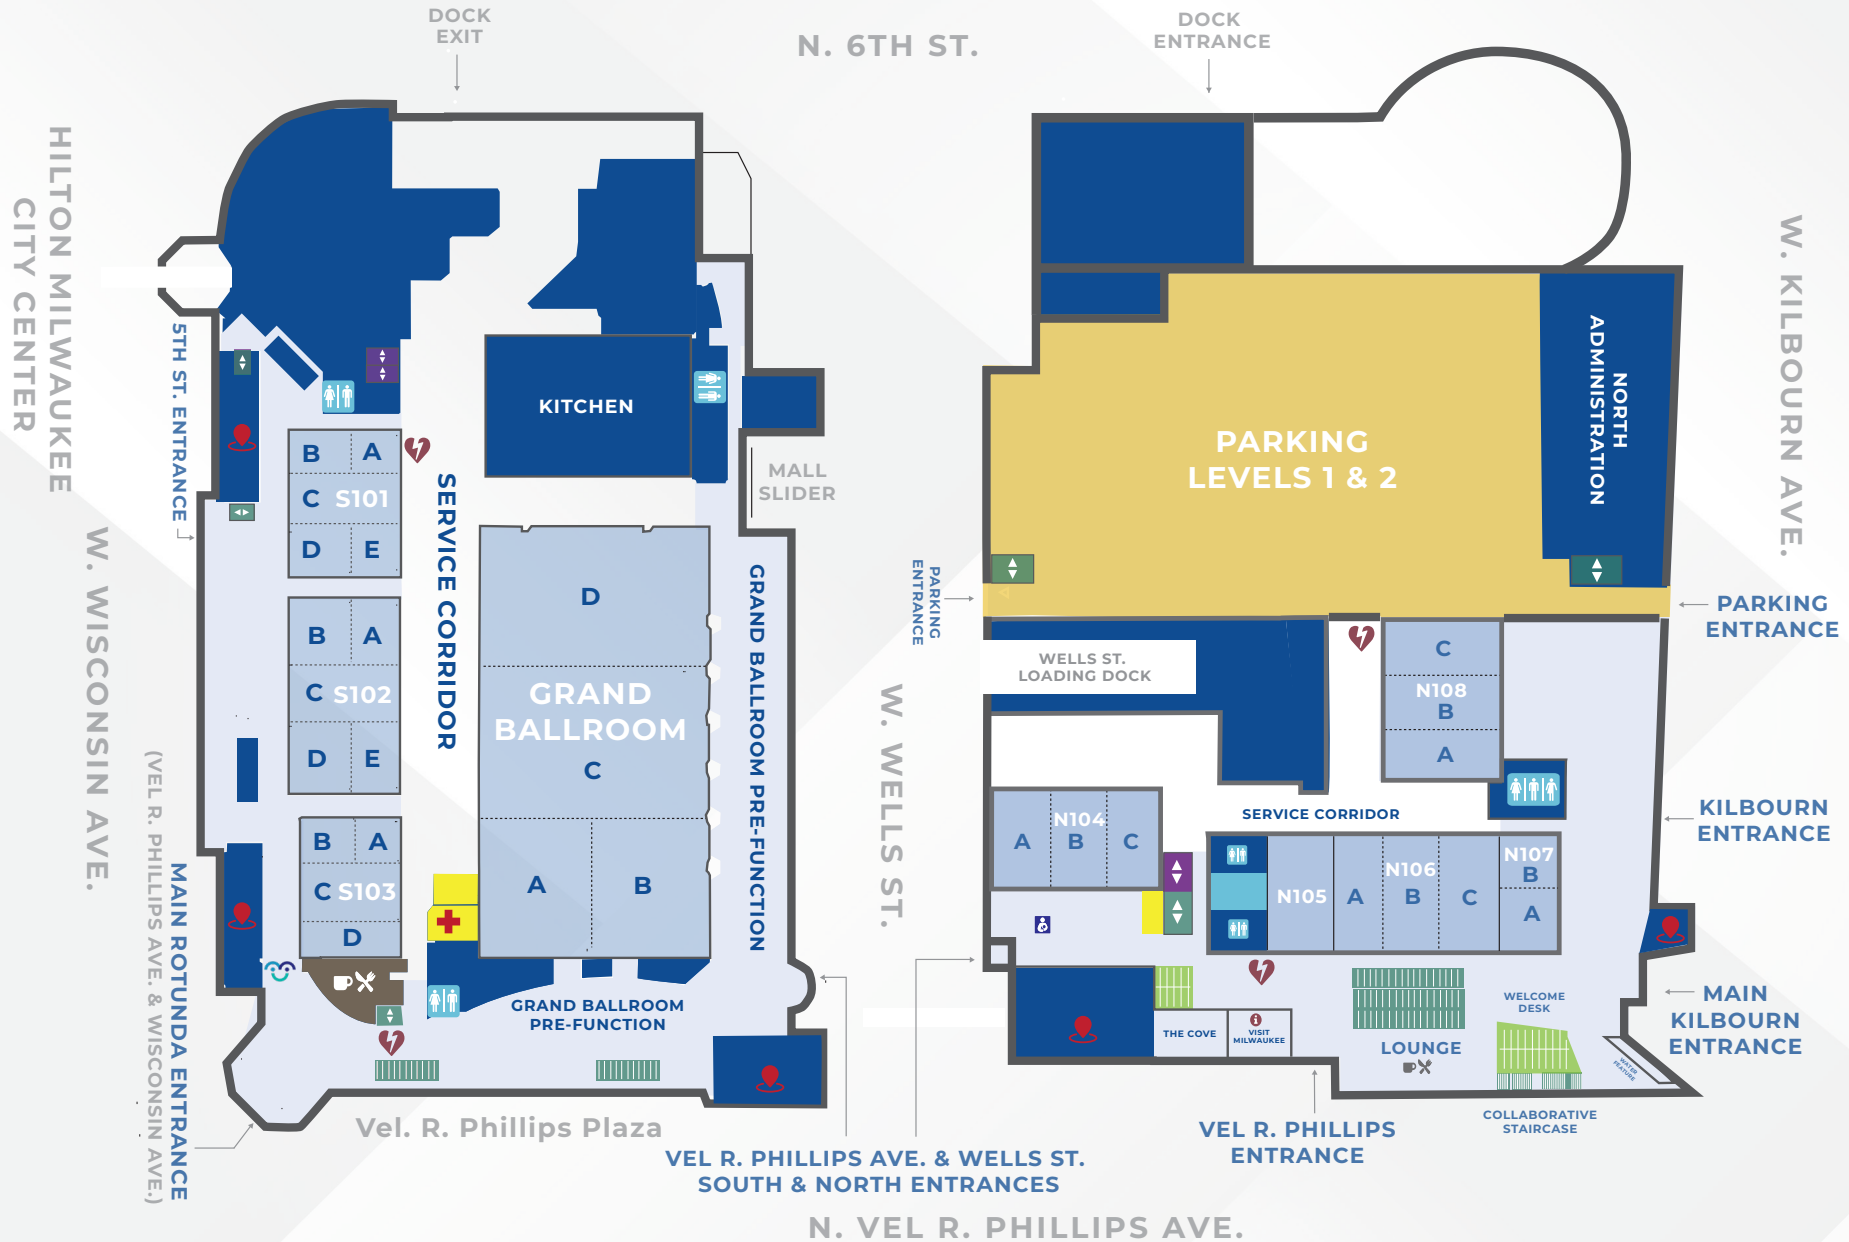 DOCK
EXIT
N. 6TH ST.
DOCK
ENTRANCE
HILTON MILWAUKEE
CITY CENTER
W. WISCONSIN AVE.
5TH ST. ENTRANCE
MAIN ROTUNDA ENTRANCE
(VEL R. PHILLIPS AVE. & WISCONSIN AVE.)
B
A
C
S101
D
E
B
A
C
S102
D
E
B
A
C
S103
D
SERVICE CORRIDOR
KITCHEN
MALL
SLIDER
D
GRAND
BALLROOM
C
A
B
GRAND BALLROOM PRE-FUNCTION
GRAND BALLROOM
PRE-FUNCTION
Vel. R. Phillips Plaza
VEL R. PHILLIPS AVE. & WELLS ST.
SOUTH & NORTH ENTRANCES
N. VEL R. PHILLIPS AVE.
W. WELLS ST.
PARKING
ENTRANCE
PARKING
LEVELS 1 & 2
NORTH
ADMINISTRATION
W. KILBOURN AVE.
PARKING
ENTRANCE
WELLS ST.
LOADING DOCK
C
N108
B
A
KILBOURN
ENTRANCE
SERVICE CORRIDOR
N104
A
B
C
N105
N106
A
B
C
N107
B
A
THE COVE
VISIT
MILWAUKEE
LOUNGE
WELCOME
DESK
WATER
FEATURE
MAIN
KILBOURN
ENTRANCE
COLLABORATIVE
STAIRCASE
VEL R. PHILLIPS
ENTRANCE